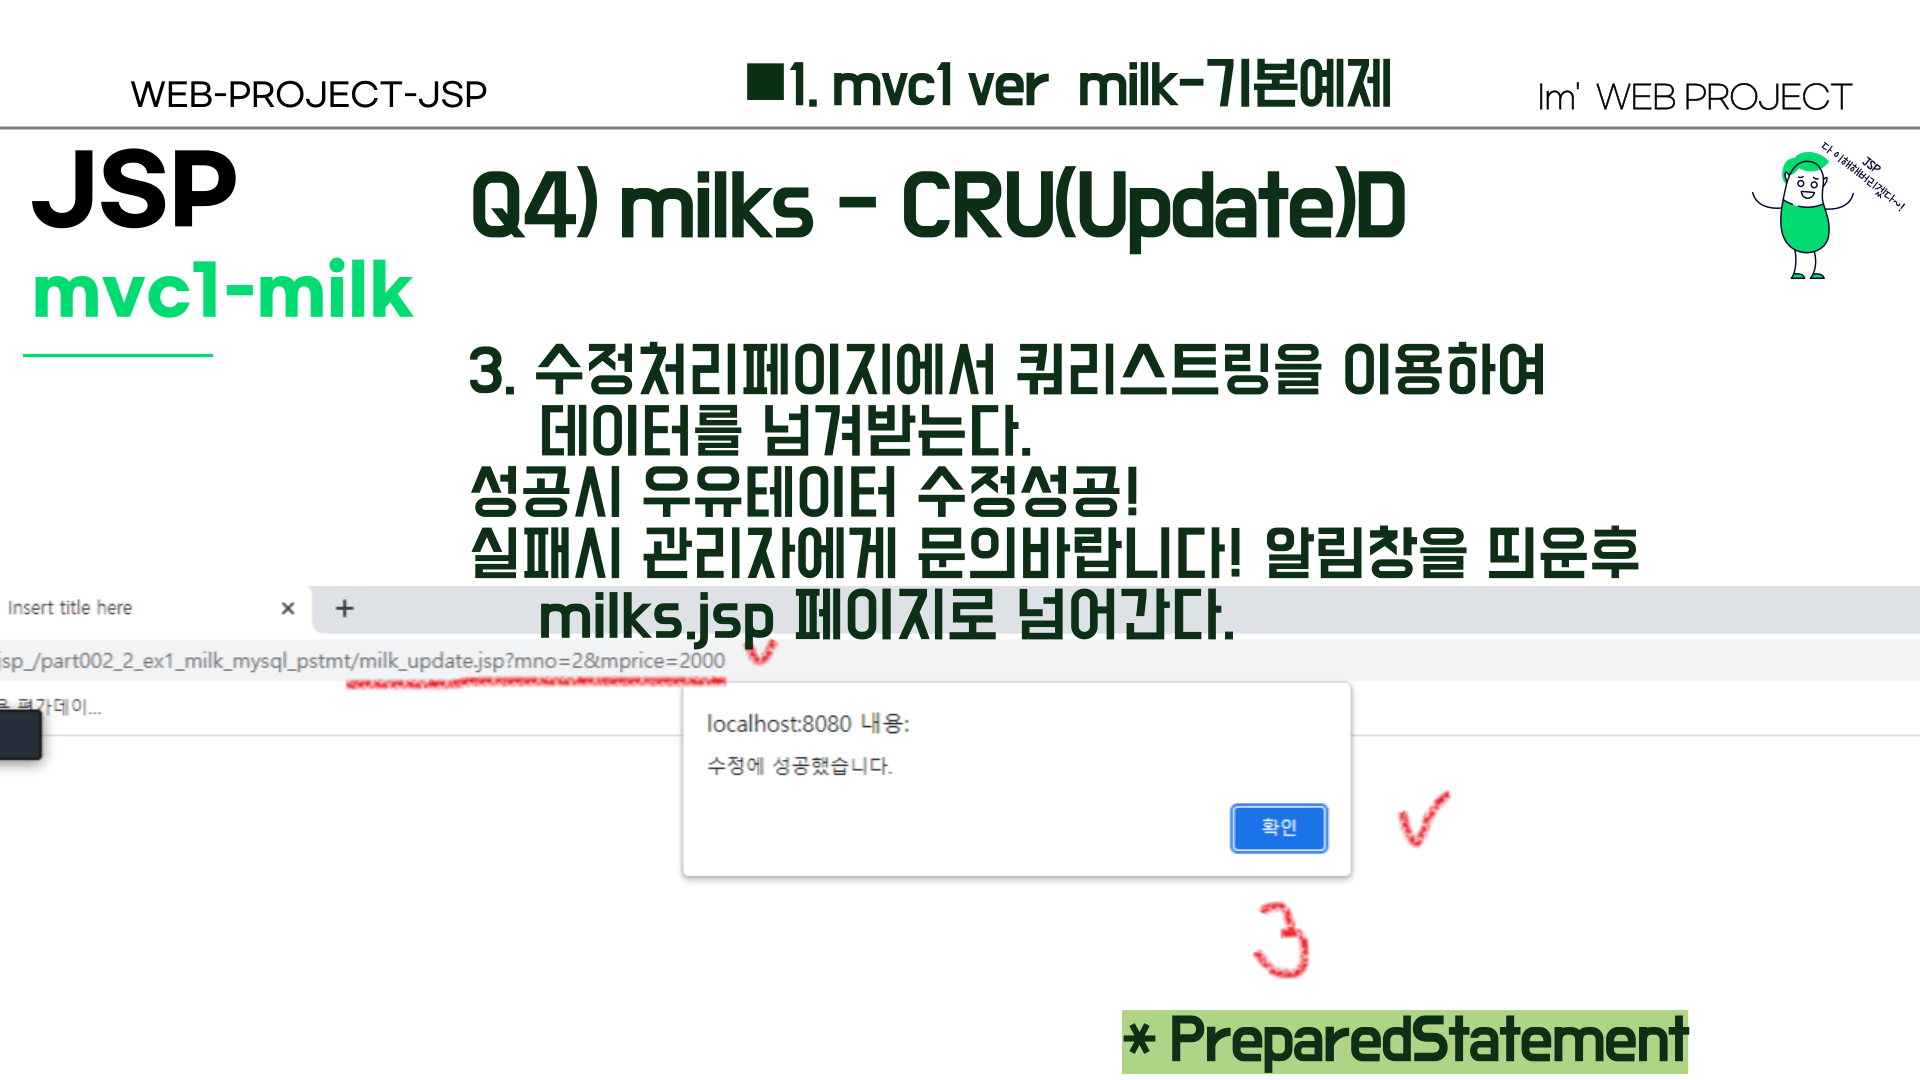 WEB-PROJECT-JSP
■1. mvc1 ver milk-기본예제
Im' WEB PROJECT
JSP
mvc1-milk
JSP
다 이해해버리겠다~!
Q4) milks - CRU(Update)D
3. 수정처리페이지에서 쿼리스트링을 이용하여
데이터를 넘겨받는다.
성공시 우유테이터 수정성공!
실패시 관리자에게 문의바랍니다! 알림창을 띄운후
milks.jsp 페이지로 넘어간다.
Insert title here
jsp_/part002_2_ex1_milk_mysql_pstmt/milk_update.jsp?mno=2&mprice=2000
평가데이...
localhost:8080 내용:
수정에 성공했습니다.
확인
3
* PreparedStatement